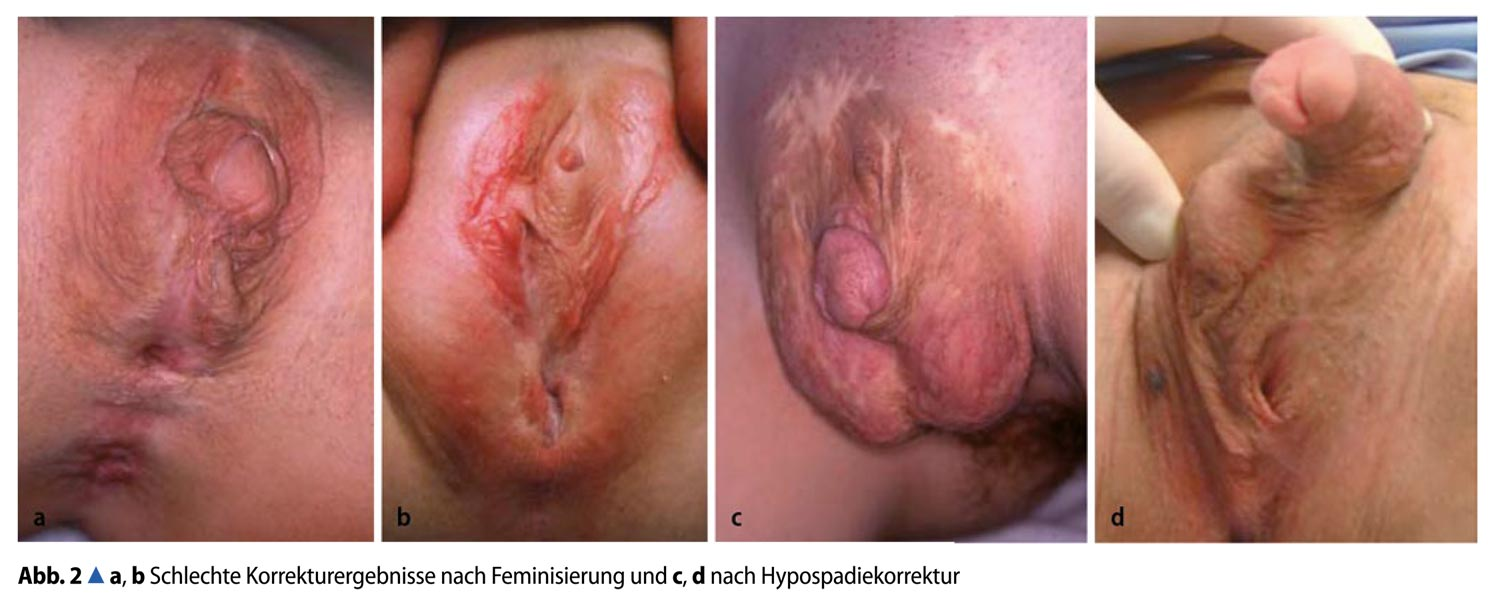 a
b
c
d
Abb. 2 ▲ a, b Schlechte Korrekturergebnisse nach Feminisierung und c, d nach Hypospadiekorrektur